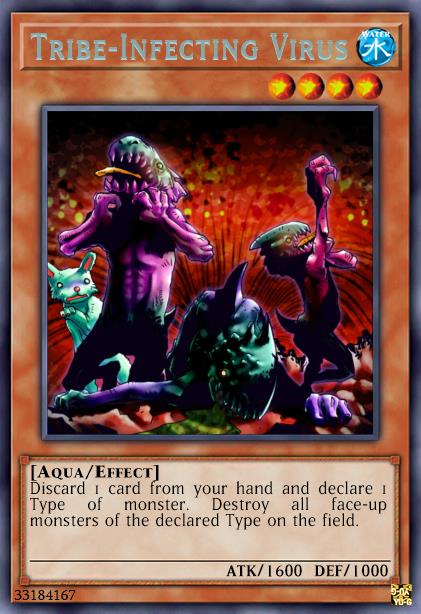 Tribe-Infecting Virus
WATER
水
[Aqua/Effect]
Discard 1 card from your hand and declare 1
Type of monster. Destroy all face-up
monsters of the declared Type on the field.
ATK/1600 DEF/1000
33184167